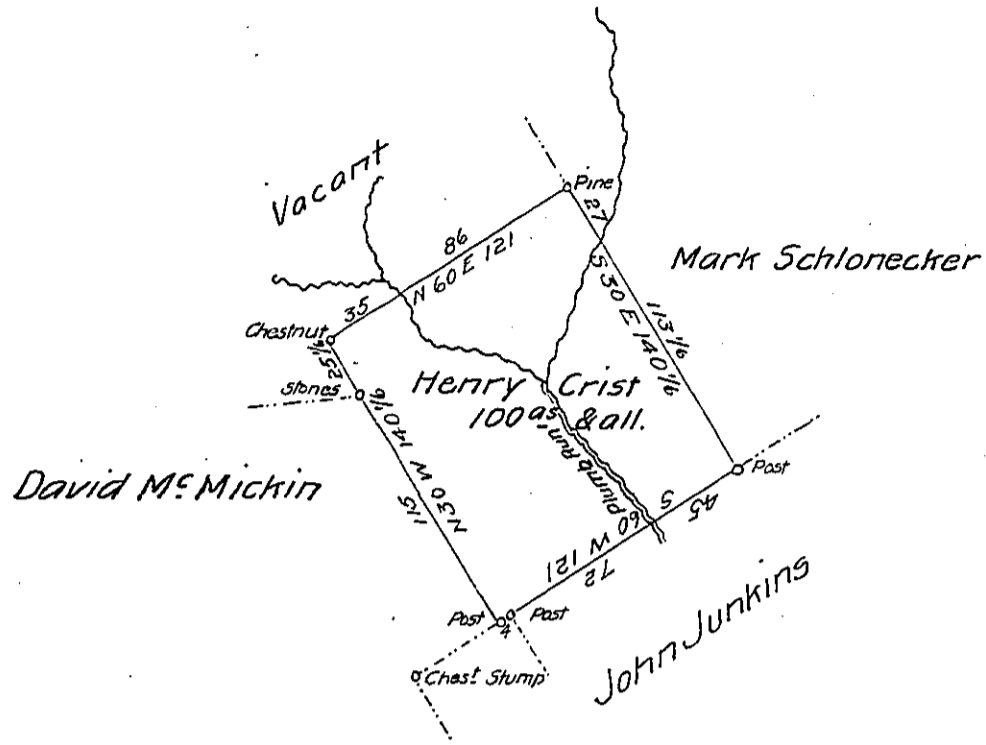 Vacant
Pine
27
86
N 60 E 121
35
Mark Schlonecker
S 30 E 140 1/6
113 1/6
Chestnut
25 1/6
Stones
Henry Crist
100 as. & all.
Plumb Run
N 30 W 140 1/6
115
David Mc. Mickin
Post
S 60 W 121
45
72
Post
4
Post
John Junkins
Chest Stump